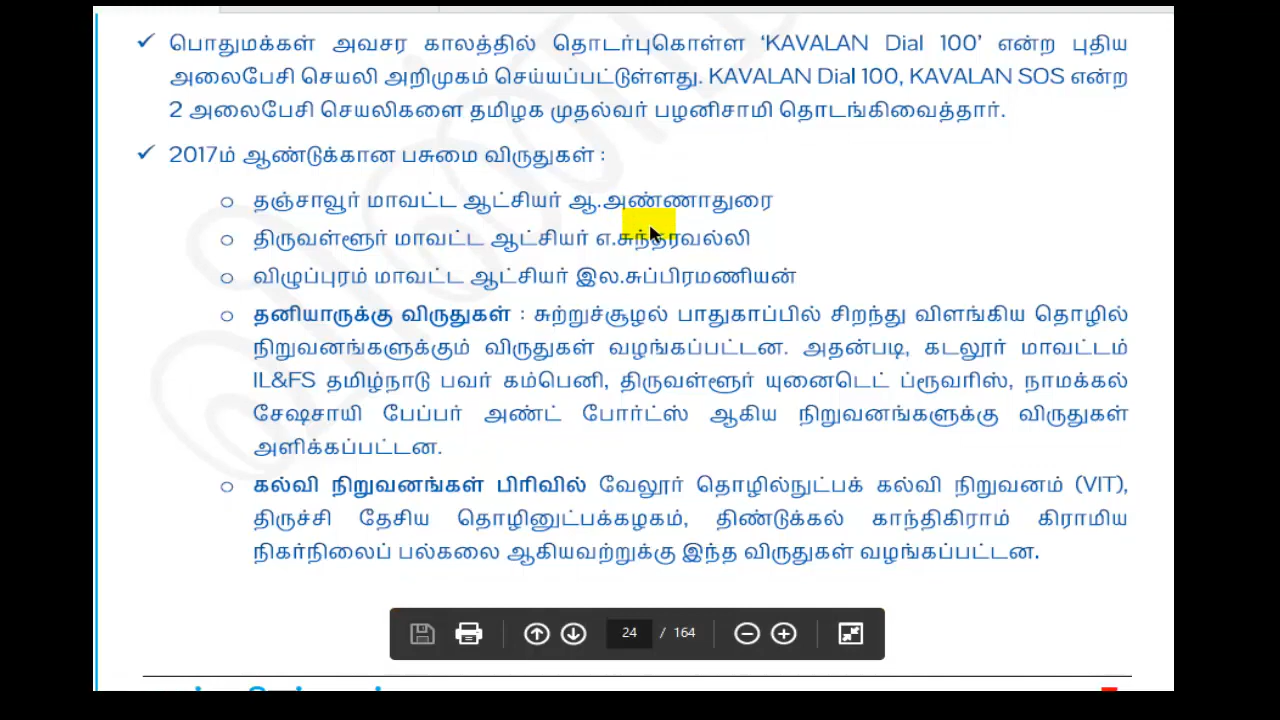 ✓ பொதுமக்கள் அவசர காலத்தில் தொடர்புகொள்ள ‘KAVALAN Dial 100’ என்ற புதிய
அலைபேசி செயலி அறிமுகம் செய்யப்பட்டுள்ளது. KAVALAN Dial 100, KAVALAN SOS என்ற
2 அலைபேசி செயலிகளை தமிழக முதல்வர் பழனிசாமி தொடங்கிவைத்தார்.
✓ 2017ம் ஆண்டுக்கான பசுமை விருதுகள் :
o தஞ்சாவூர் மாவட்ட ஆட்சியர் ஆ.அண்ணாதுரை
o திருவள்ளூர் மாவட்ட ஆட்சியர் எ.சுந்தரவல்லி
o விழுப்புரம் மாவட்ட ஆட்சியர் இல.சுப்பிரமணியன்
o தனியாருக்கு விருதுகள் : சுற்றுச்சூழல் பாதுகாப்பில் சிறந்து விளங்கிய தொழில்
நிறுவனங்களுக்கும் விருதுகள் வழங்கப்பட்டன. அதன்படி, கடலூர் மாவட்டம்
IL&FS தமிழ்நாடு பவர் கம்பெனி, திருவள்ளூர் யுனைடெட் ப்ரூவரிஸ், நாமக்கல்
சேஷசாயி பேப்பர் அண்ட் போர்ட்ஸ் ஆகிய நிறுவனங்களுக்கு விருதுகள்
அளிக்கப்பட்டன.
o கல்வி நிறுவனங்கள் பிரிவில் வேலூர் தொழில்நுட்பக் கல்வி நிறுவனம் (VIT),
திருச்சி தேசிய தொழினுட்பக்கழகம், திண்டுக்கல் காந்திகிராம் கிராமிய
நிகர்நிலைப் பல்கலை ஆகியவற்றுக்கு இந்த விருதுகள் வழங்கப்பட்டன.
24 / 164